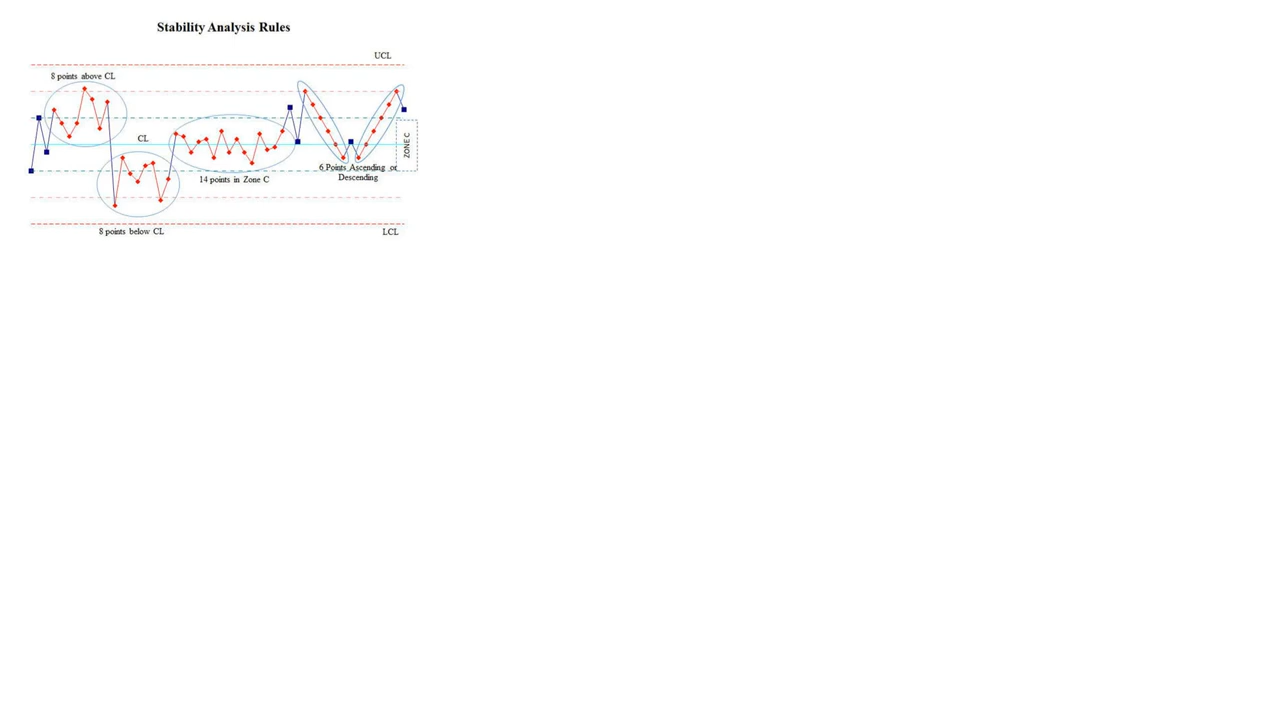 Stability Analysis Rules
UCL
8 points above CL
CL
ZONE C
6 Points Ascending or
Descending
14 points in Zone C
8 points below CL
LCL